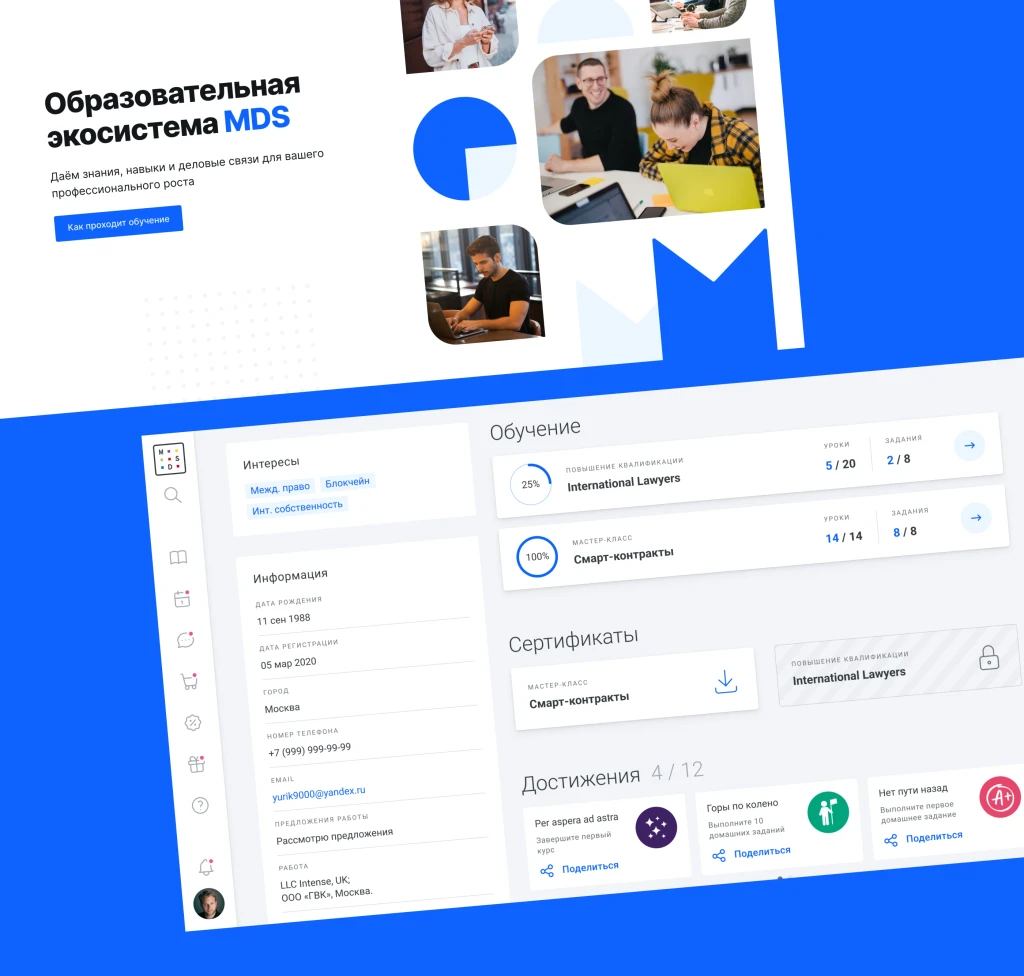 Образовательная
экосистема MDS
Даём знания, навыки и деловые связи для вашего
профессионального роста
Как проходит обучение
M
S
D
Интересы
Межд. право
Блокчейн
Инт. собственность
Информация
ДАТА РОЖДЕНИЯ
11 сен 1988
ДАТА РЕГИСТРАЦИИ
05 мар 2020
ГОРОД
Москва
НОМЕР ТЕЛЕФОНА
+7 (999) 999-99-99
EMAIL
yurik9000@yandex.ru
ПРЕДЛОЖЕНИЯ РАБОТЫ
Рассмотрю предложения
РАБОТА
LLC Intense, UK;
ООО «ГВК», Москва.
Обучение
25%
ПОВЫШЕНИЕ КВАЛИФИКАЦИИ
International Lawyers
УРОКИ
5 / 20
ЗАДАНИЯ
2 / 8
100%
МАСТЕР-КЛАСС
Смарт-контракты
УРОКИ
14 / 14
ЗАДАНИЯ
8 / 8
Сертификаты
МАСТЕР-КЛАСС
Смарт-контракты
ПОВЫШЕНИЕ КВАЛИФИКАЦИИ
International Lawyers
Достижения 4 / 12
Per aspera ad astra
Завершите первый
курс
Поделиться
Горы по колено
Выполните 10
домашних заданий
Поделиться
Нет пути назад
Выполните первое
домашнее задание
Поделиться
A+